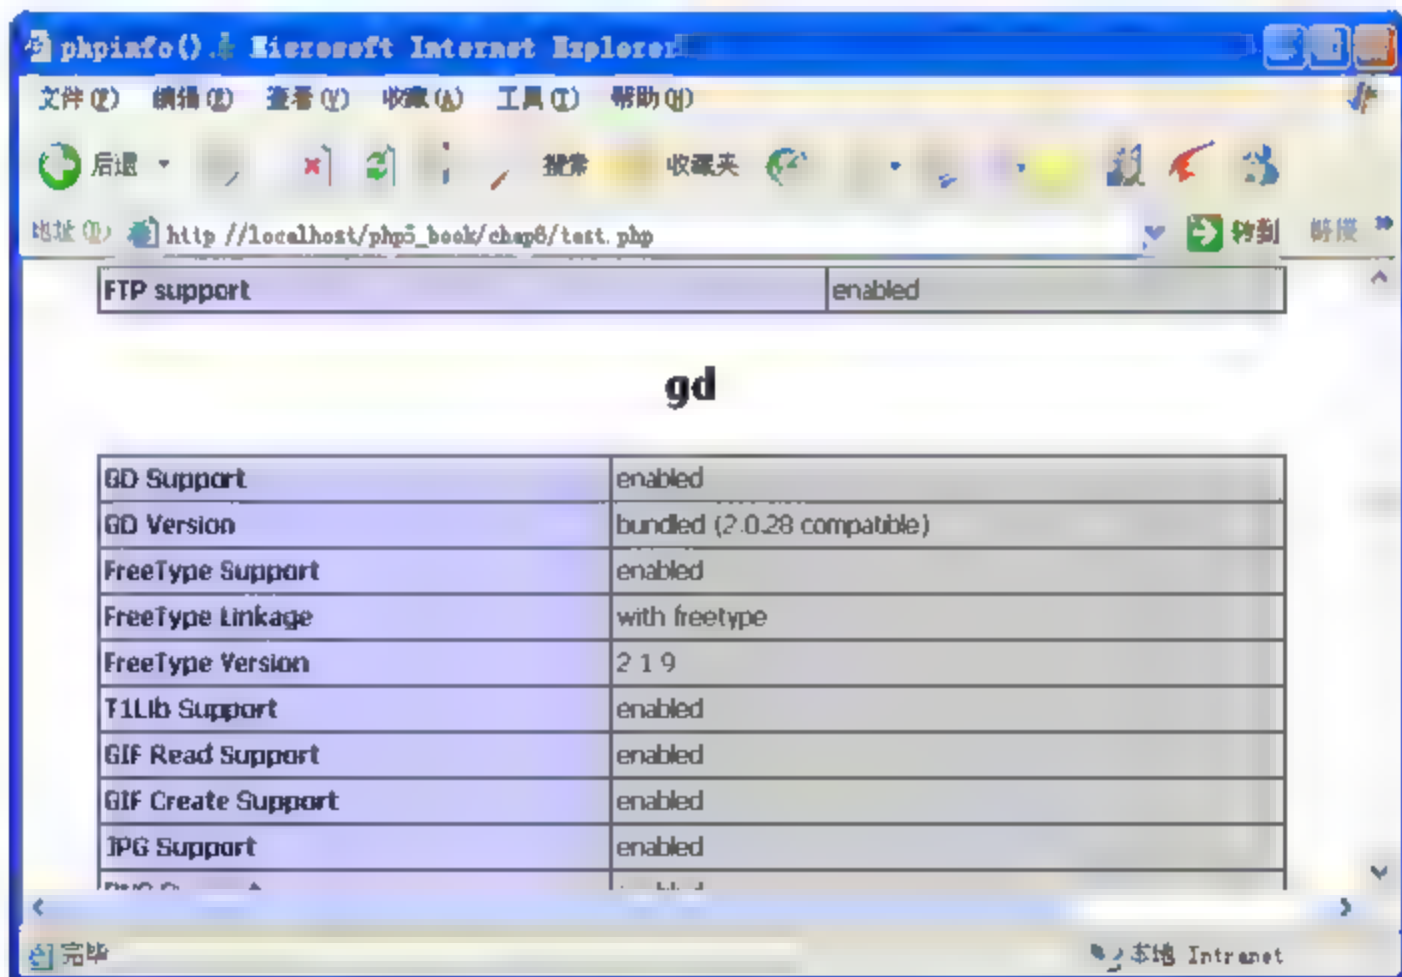 phpinfo() - Microsoft Internet Explorer
文件(F) 编辑(E) 查看(V) 收藏(A) 工具(T) 帮助(H)
后退 搜索 收藏夹
地址(D) http://localhost/php5_book/chap8/test.php 转到 链接 »
FTP support enabled
gd
GD Support enabled
GD Version bundled (2.0.28 compatible)
FreeType Support enabled
FreeType Linkage with freetype
FreeType Version 2.1.9
T1Lib Support enabled
GIF Read Support enabled
GIF Create Support enabled
JPG Support enabled
完毕 本地 Intranet